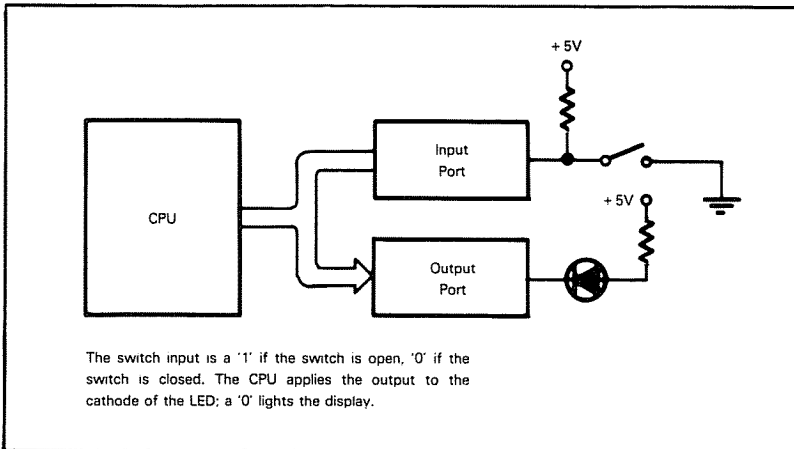 + 5V
Input
Port
CPU
+ 5V
Output
Port
The switch input is a '1' if the switch is open, '0' if the
switch is closed. The CPU applies the output to the
cathode of the LED; a '0' lights the display.